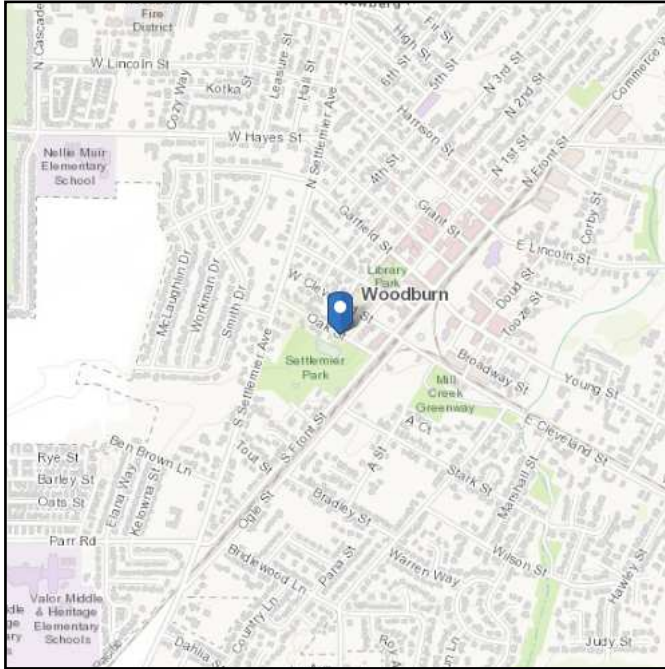 Newberg
Fire
District
N Cascade
W Lincoln St
Cozy Way
Kotka
St
Leasure St
Hall St
N Settlemier Ave
Fir St
High St
6th St
5th St
N 3rd St
N 2nd St
Commerce W
Harrison St
W Hayes St
N 1st St
N Front St
4th St
Nellie Muir
Elementary
School
Garfield St
Grant St
Corby St
E Lincoln St
McLaughlin Dr
Workman Dr
Smith Dr
Library
Park
W Cleveland St
Woodburn
Doud St
Tooze St
Oak St
S Settlemier Ave
Settlemier
Park
Broadway St
Young St
Mill
Creek
Greenway
E Cleveland St
S Front St
A Ct
A St
Ben Brown Ln
Tout St
Rye St
Barley St
Oats St
Elana Way
Kelowna St
Stark St
Marshall St
Ogle St
Bradley St
Parr Rd
Bridlewood Ln
Paria St
Warren Way
Wilson St
Hawley St
Valor Middle
& Heritage
Elementary
Schools
Country Ln
Dahlia St
Judy St